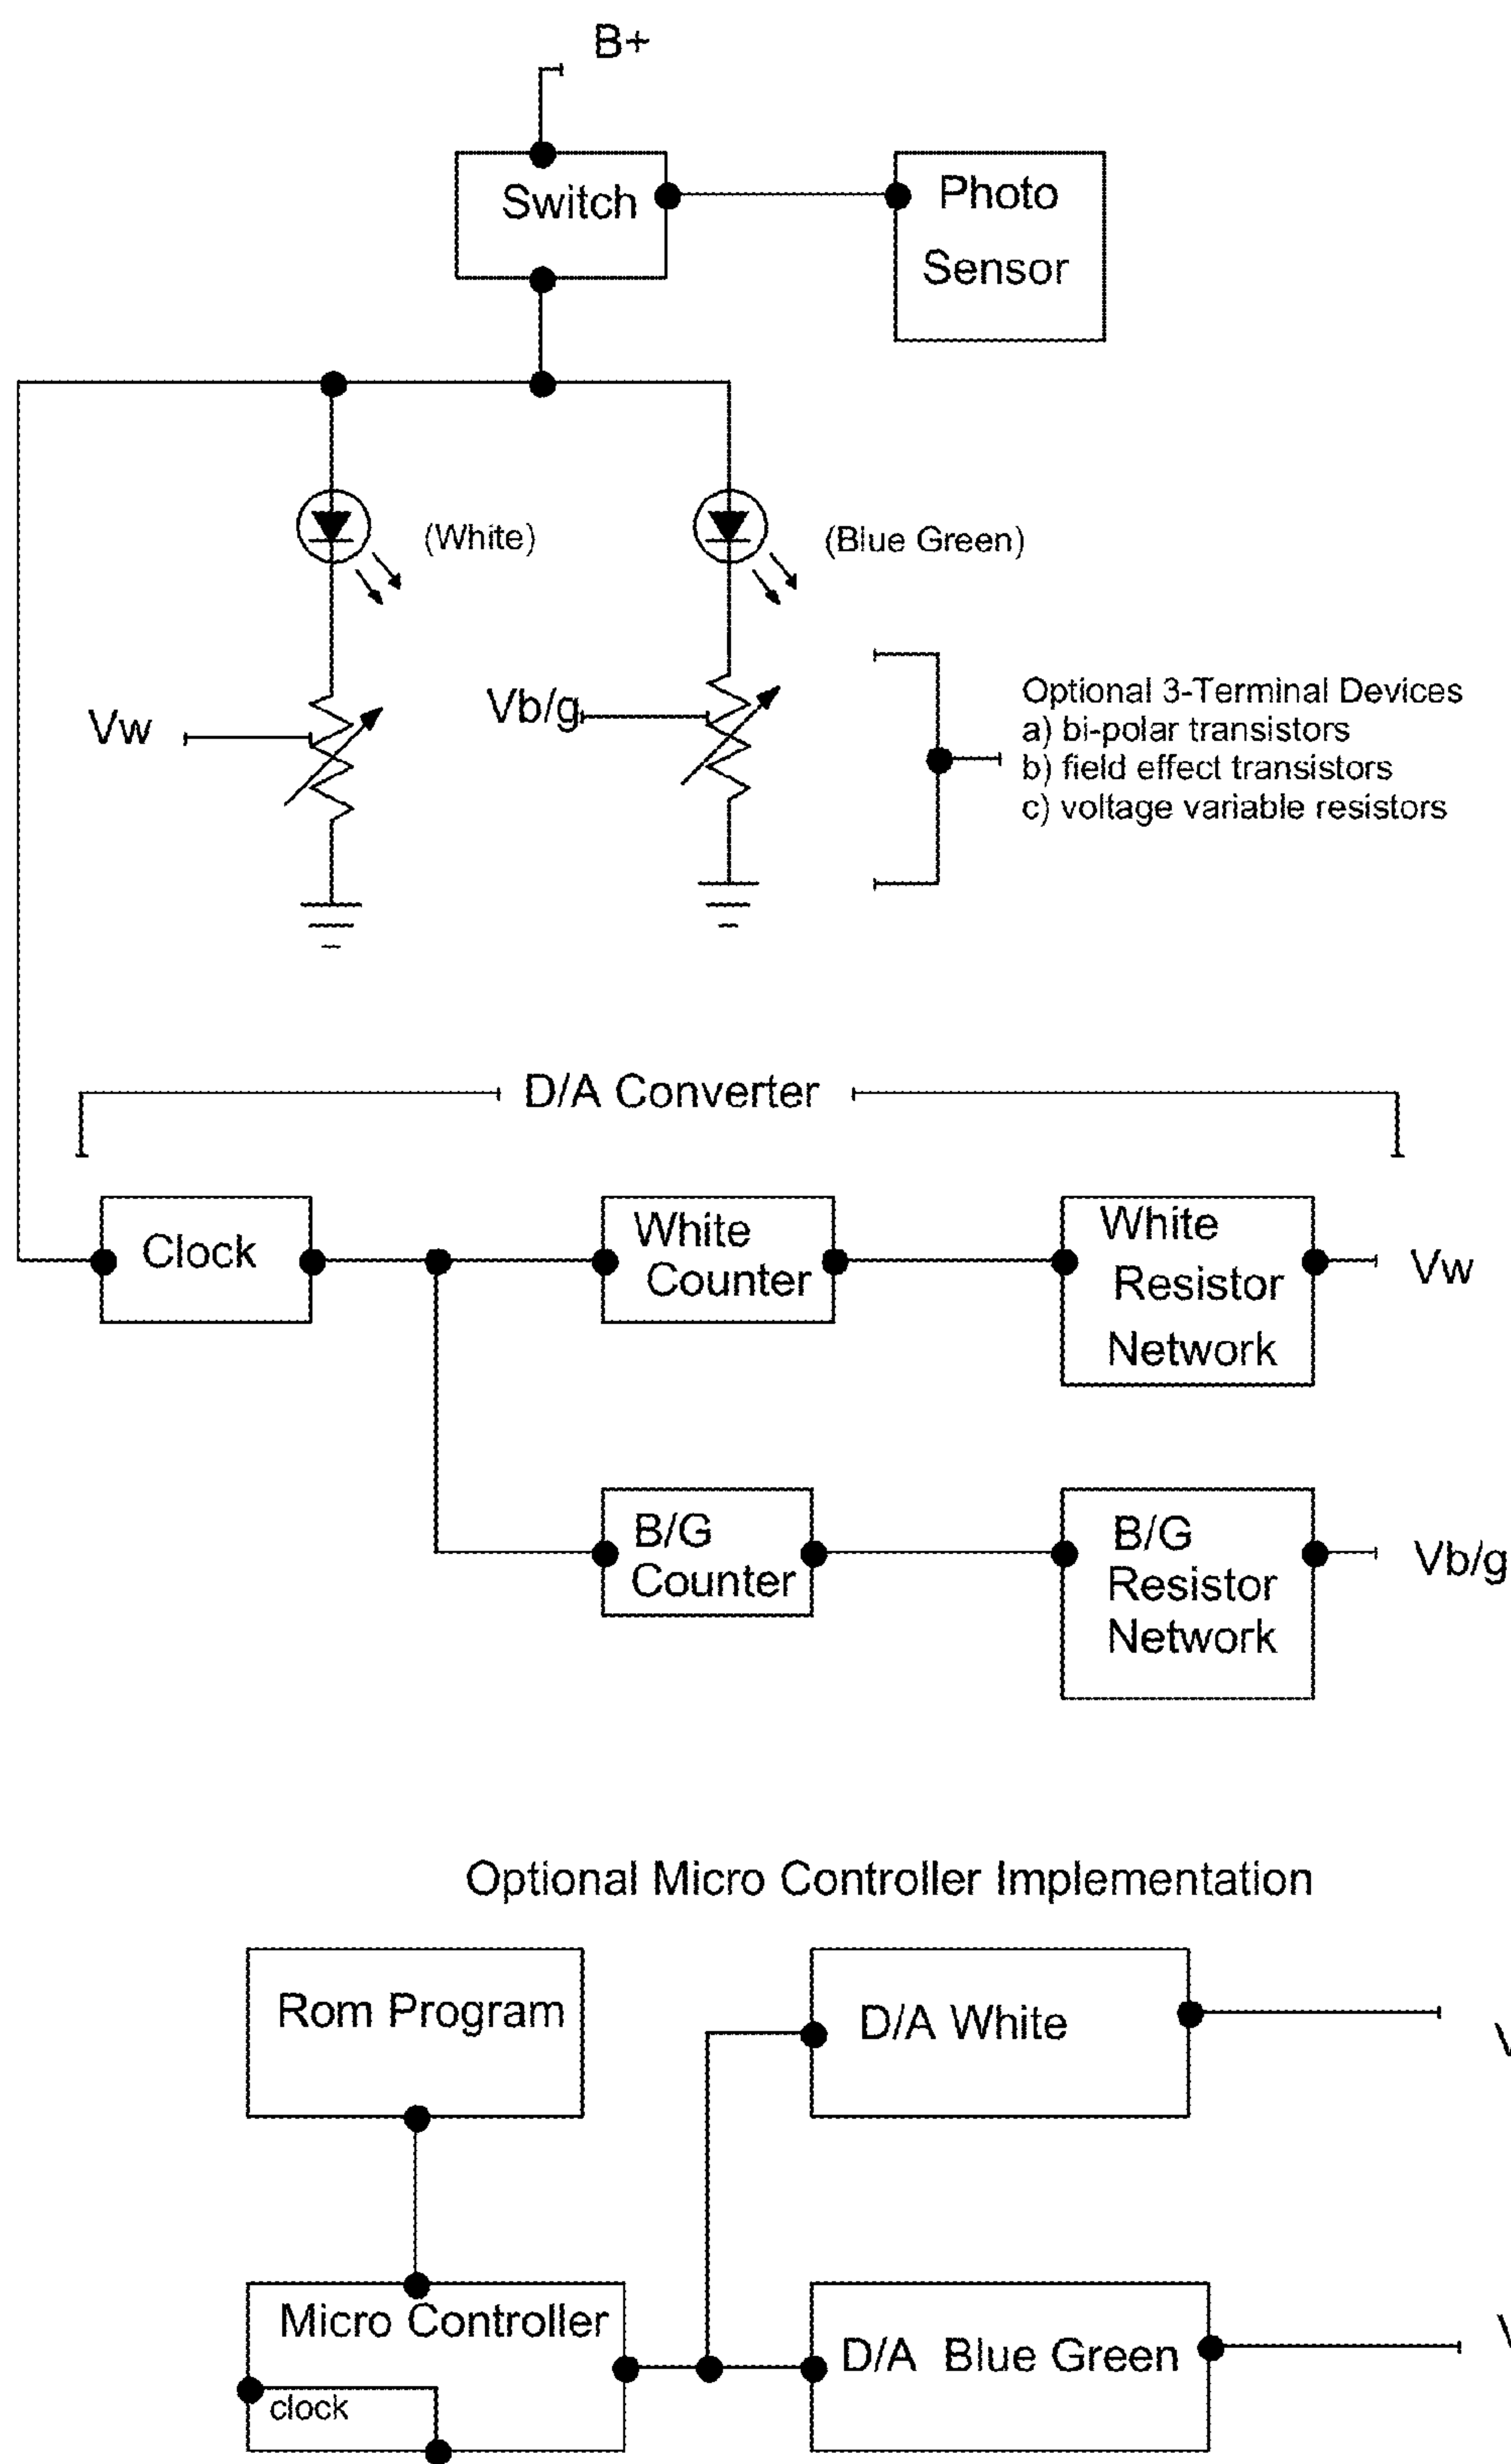 B+
Switch
Photo
Sensor
(White)
(Blue Green)
Vw
Vb/g
Optional 3-Terminal Devices
a) bi-polar transistors
b) field effect transistors
c) voltage variable resistors
D/A Converter
Clock
White
Counter
White
Resistor
Network
Vw
B/G
Counter
B/G
Resistor
Network
Vb/g
Optional Micro Controller Implementation
Rom Program
D/A White
Micro Controller
clock
D/A Blue Green